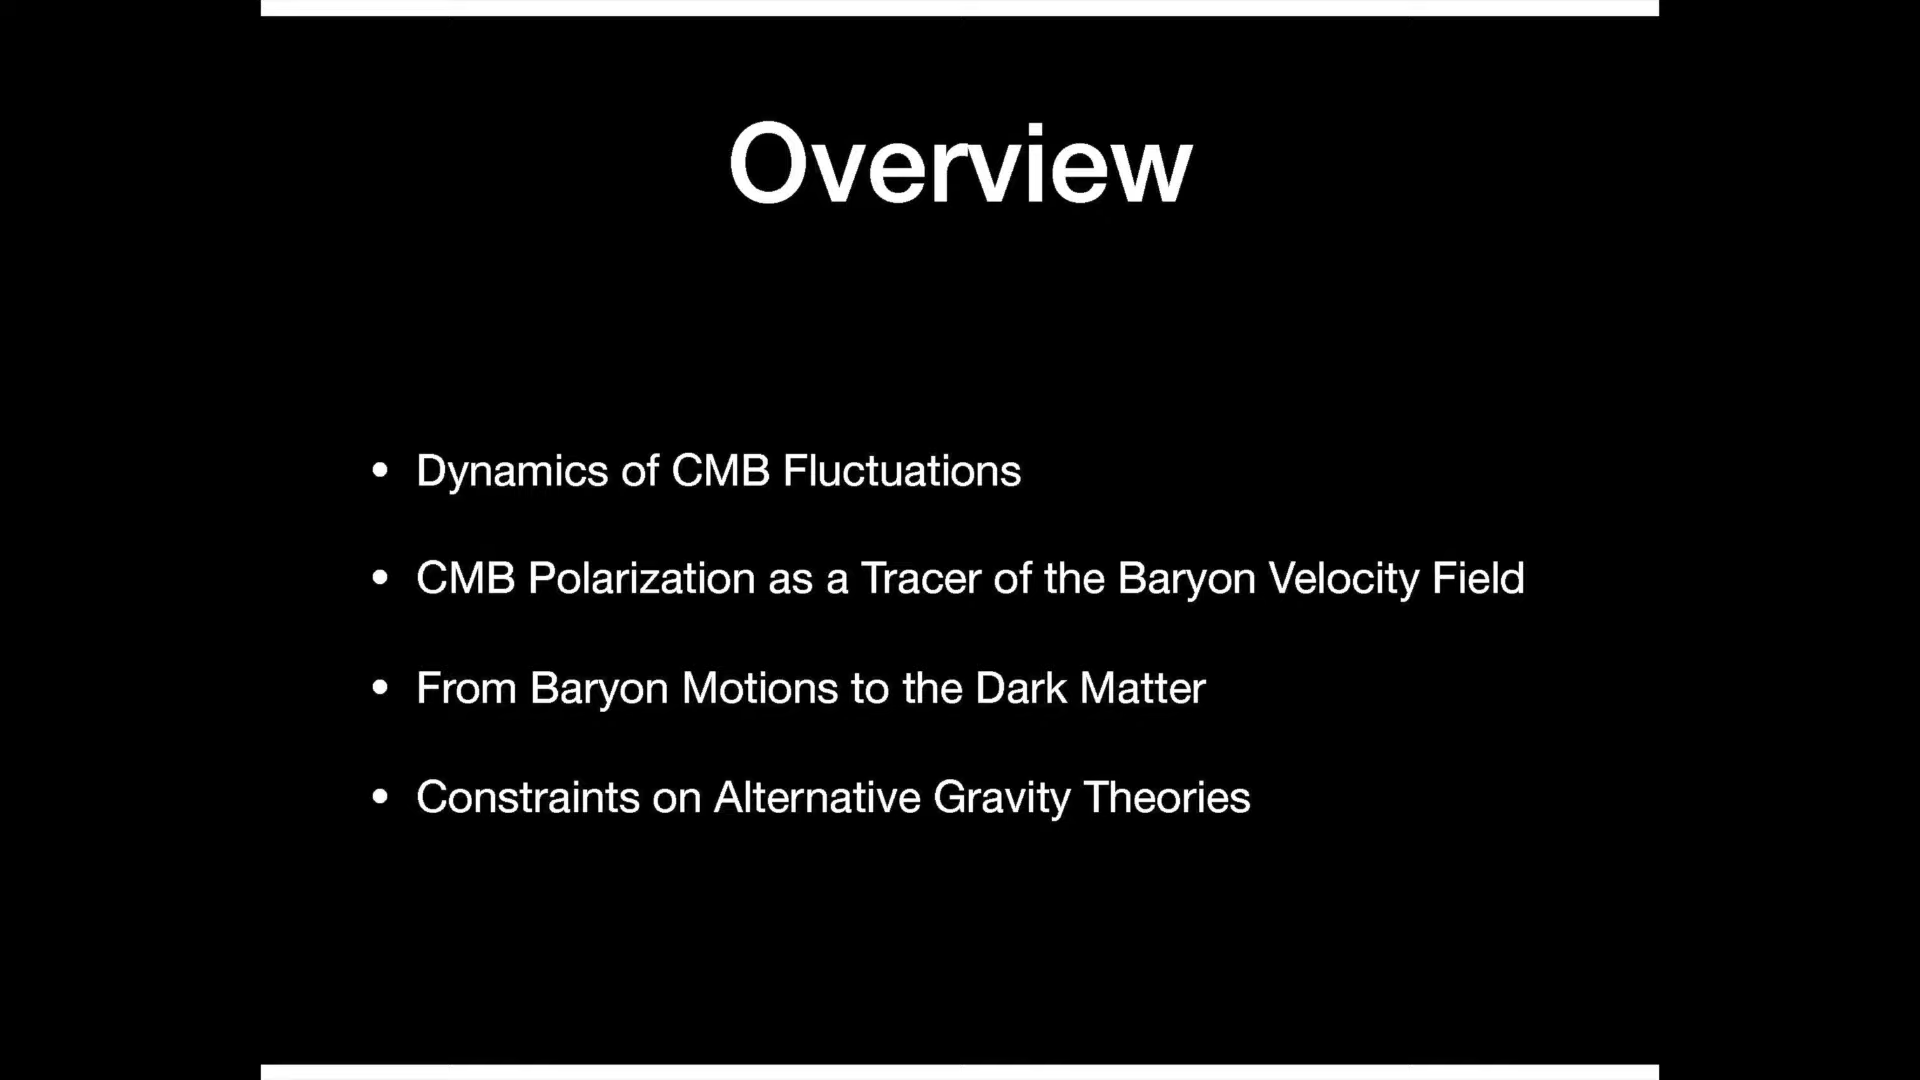 Overview
• Dynamics of CMB Fluctuations
• CMB Polarization as a Tracer of the Baryon Velocity Field
• From Baryon Motions to the Dark Matter
• Constraints on Alternative Gravity Theories